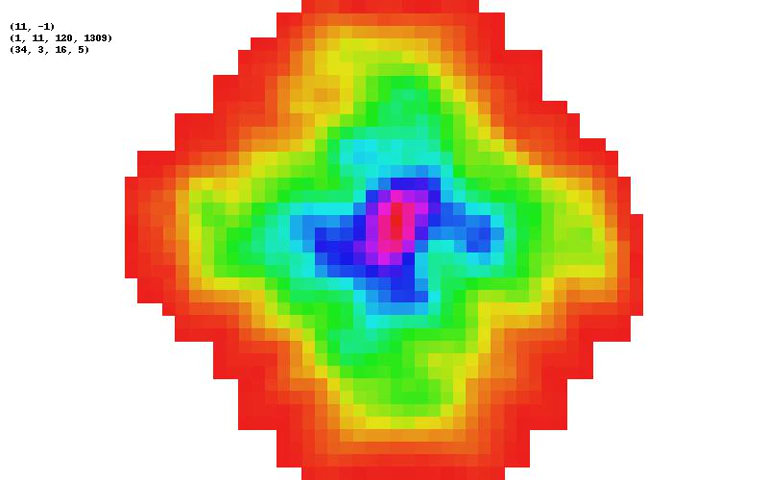 (11, -1)
(1, 11, 120, 1309)
(34, 3, 16, 5)